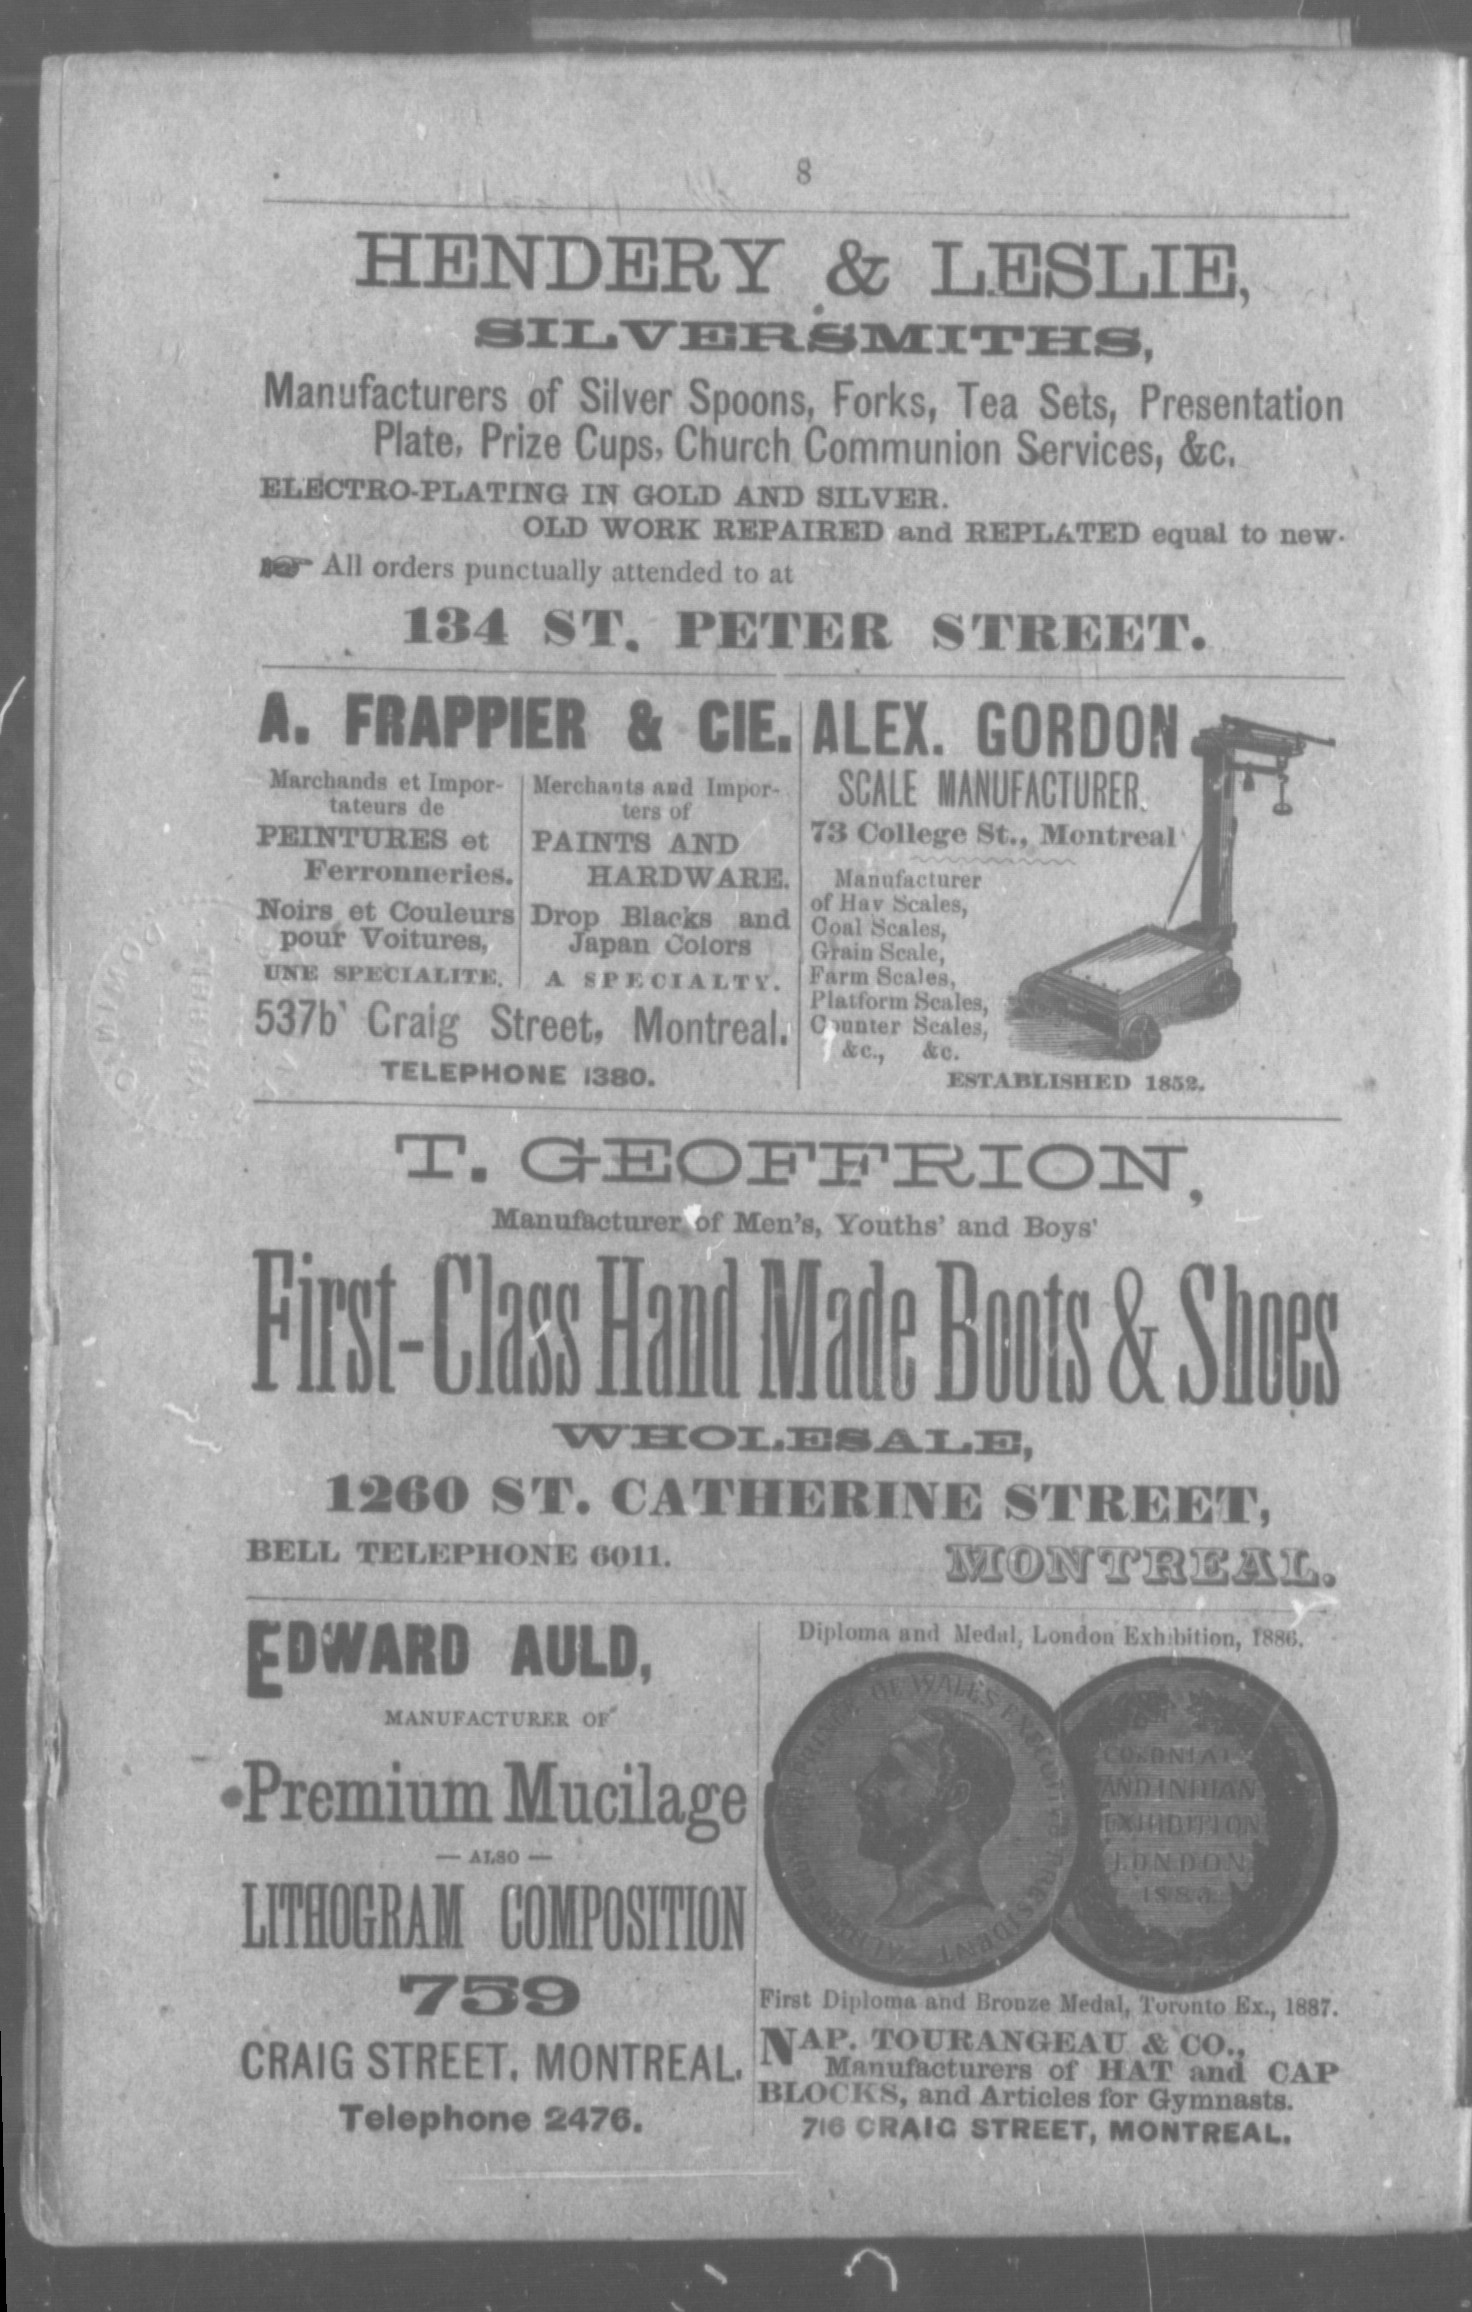 8
HENDERY & LESLIE,
SILVERSMITHS,
Manufacturers of Silver Spoons, Forks, Tea Sets, Presentation
Plate, Prize Cups, Church Communion Services, &c.
ELECTRO-PLATING IN GOLD AND SILVER.
OLD WORK REPAIRED and REPLATED equal to new.
☞ All orders punctually attended to at
134 ST. PETER STREET.
A. FRAPPIER & CIE.
Marchands et Impor-
tateurs de
PEINTURES et
Ferronneries.
Noirs et Couleurs
pour Voitures,
UNE SPECIALITE.
Merchants and Impor-
ters of
PAINTS AND
HARDWARE.
Drop Blacks and
Japan Colors
A SPECIALTY.
537b Craig Street, Montreal.
TELEPHONE 1380.
ALEX. GORDON
SCALE MANUFACTURER.
73 College St., Montreal
Manufacturer
of Hay Scales,
Coal Scales,
Grain Scale,
Farm Scales,
Platform Scales,
Counter Scales,
&c., &c.
ESTABLISHED 1852.
T. GEOFFRION,
Manufacturer of Men's, Youths' and Boys'
First-Class Hand Made Boots & Shoes
WHOLESALE,
1260 ST. CATHERINE STREET,
BELL TELEPHONE 6011.
MONTREAL.
EDWARD AULD,
MANUFACTURER OF
Premium Mucilage
— ALSO —
LITHOGRAM COMPOSITION
759
CRAIG STREET, MONTREAL.
Telephone 2476.
Diploma and Medal, London Exhibition, 1886.
PRINCE OF WALES EXECUTIVE PRESIDENT
COLONIAL
AND INDIAN
EXHIBITION
LONDON
First Diploma and Bronze Medal, Toronto Ex., 1887.
NAP. TOURANGEAU & CO.,
Manufacturers of HAT and CAP
BLOCKS, and Articles for Gymnasts.
716 CRAIG STREET, MONTREAL.